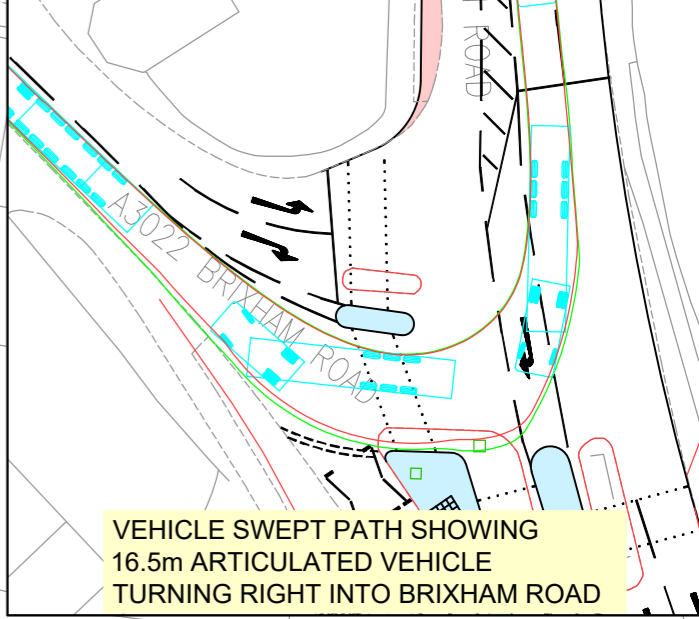 ROAD
A3022 BRIXHAM ROAD
VEHICLE SWEPT PATH SHOWING
16.5m ARTICULATED VEHICLE
TURNING RIGHT INTO BRIXHAM ROAD